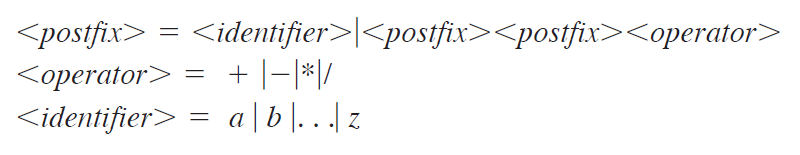 <postfix> = <identifier>|<postfix><postfix><operator>
<operator> = + |−|*|/
<identifier> = a | b |. . .| z